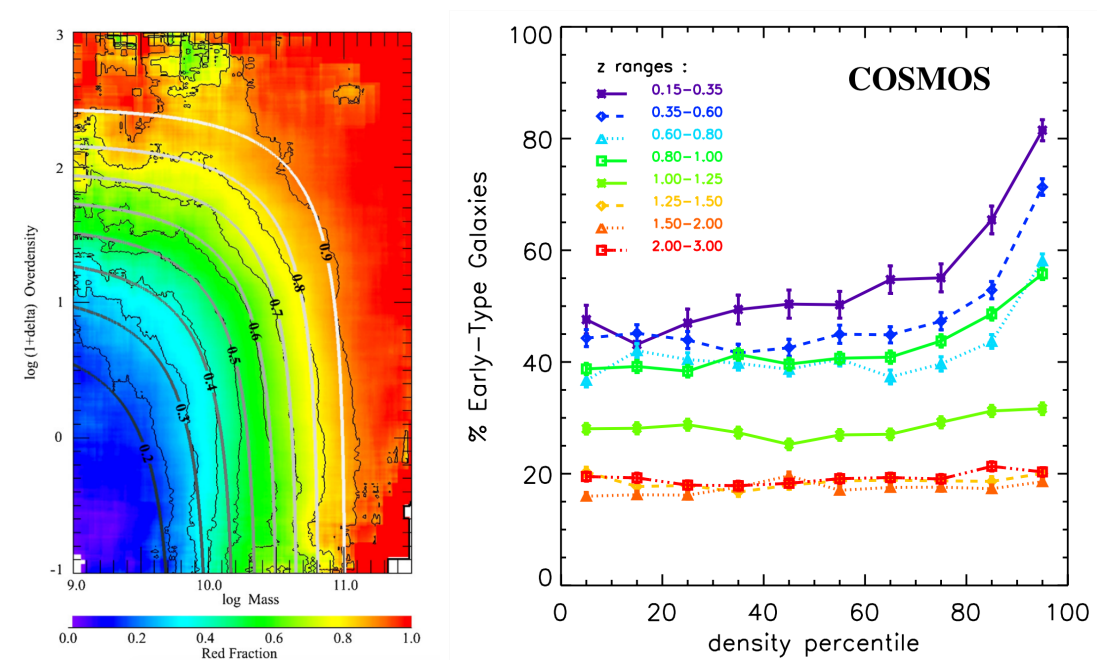 3
2
1
0
-1
log (1+delta) Overdensity
0.9
0.8
0.7
0.6
0.5
0.4
0.3
0.2
9.0 10.0 11.0
log Mass
0.0 0.2 0.4 0.6 0.8 1.0
Red Fraction
100
80
60
40
20
0
% Early-Type Galaxies
z ranges :
0.15-0.35
0.35-0.60
0.60-0.80
0.80-1.00
1.00-1.25
1.25-1.50
1.50-2.00
2.00-3.00
COSMOS
0 20 40 60 80 100
density percentile